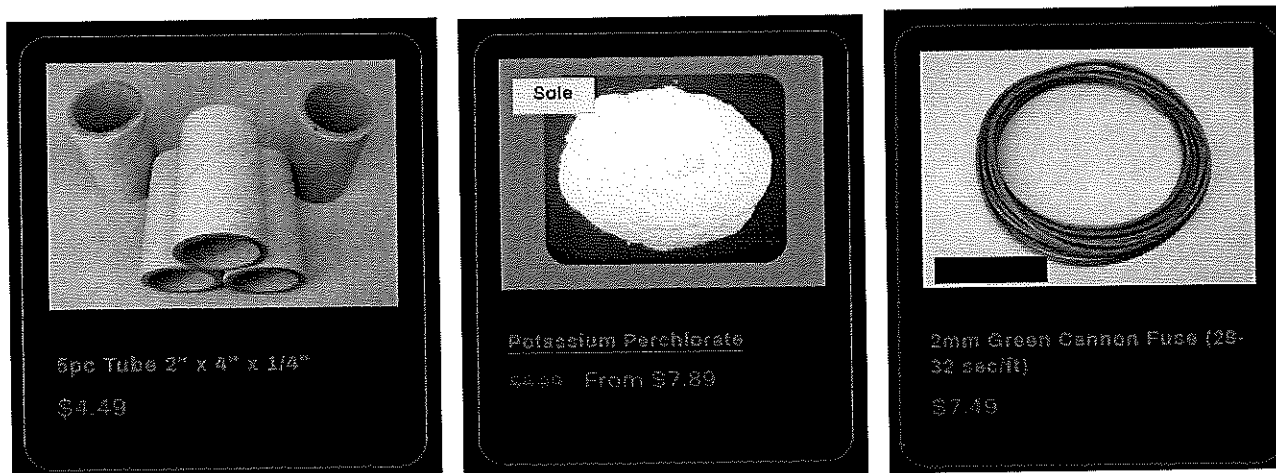 5pc Tube 2" x 4" x 1/4"
$4.49
Sale
Potassium Perchlorate
From $7.89
2mm Green Cannon Fuse (28-
32 sec/ft)
$7.49